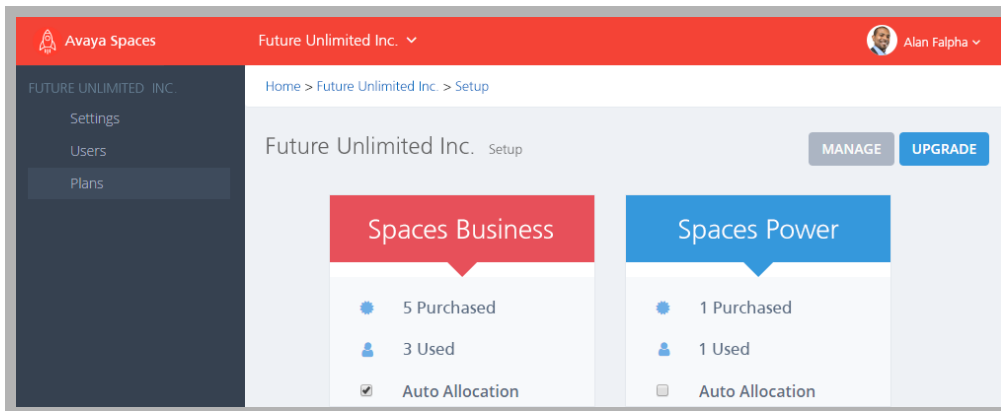 Avaya Spaces
Future Unlimited Inc.
Alan Falpha
FUTURE UNLIMITED INC.
Settings
Users
Plans
Home > Future Unlimited Inc. > Setup
Future Unlimited Inc. Setup
MANAGE
UPGRADE
Spaces Business
5 Purchased
3 Used
Auto Allocation
Spaces Power
1 Purchased
1 Used
Auto Allocation